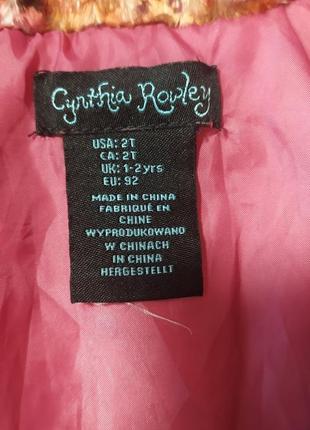 Cynthia Rowley
USA: 2T
CA: 2T
UK: 1-2yrs
EU: 92
MADE IN CHINA
FABRIQUÉ EN
CHINE
WYPRODUKOWANO
W CHINACH
IN CHINA
HERGESTELLT